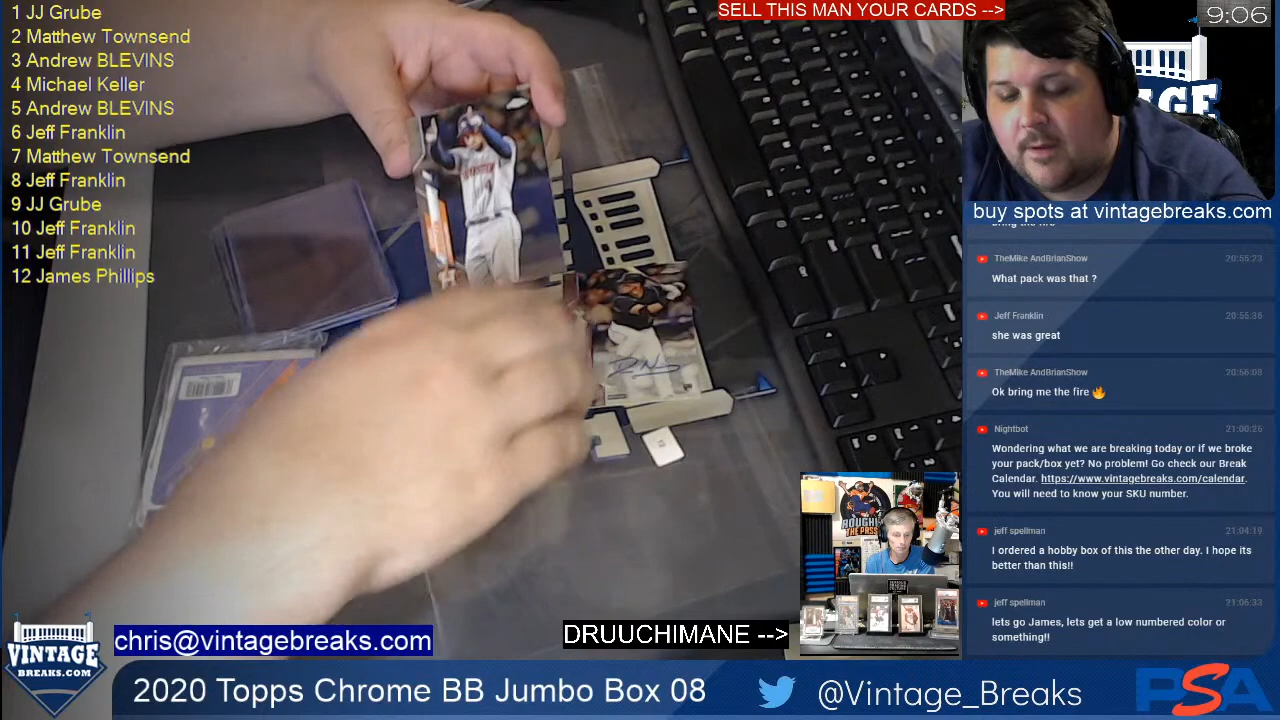 1 JJ Grube
2 Matthew Townsend
3 Andrew BLEVINS
4 Michael Keller
5 Andrew BLEVINS
6 Jeff Franklin
7 Matthew Townsend
8 Jeff Franklin
9 JJ Grube
10 Jeff Franklin
11 Jeff Franklin
12 James Phillips
SELL THIS MAN YOUR CARDS -->
9:06
buy spots at vintagebreaks.com
TheMike AndBrianShow 20:55:23
What pack was that ?
Jeff Franklin 20:55:36
she was great
TheMike AndBrianShow 20:56:08
Ok bring me the fire 🔥
Nightbot 21:00:25
Wondering what we are breaking today or if we broke
your pack/box yet? No problem! Go check our Break
Calendar. https://www.vintagebreaks.com/calendar.
You will need to know your SKU number.
jeff spellman 21:04:19
I ordered a hobby box of this the other day. I hope its
better than this!!
jeff spellman 21:06:33
lets go James, lets get a low numbered color or
something!!
DRUUCHIMANE -->
chris@vintagebreaks.com
VINTAGE
BREAKS.COM
2020 Topps Chrome BB Jumbo Box 08
@Vintage_Breaks
PSA